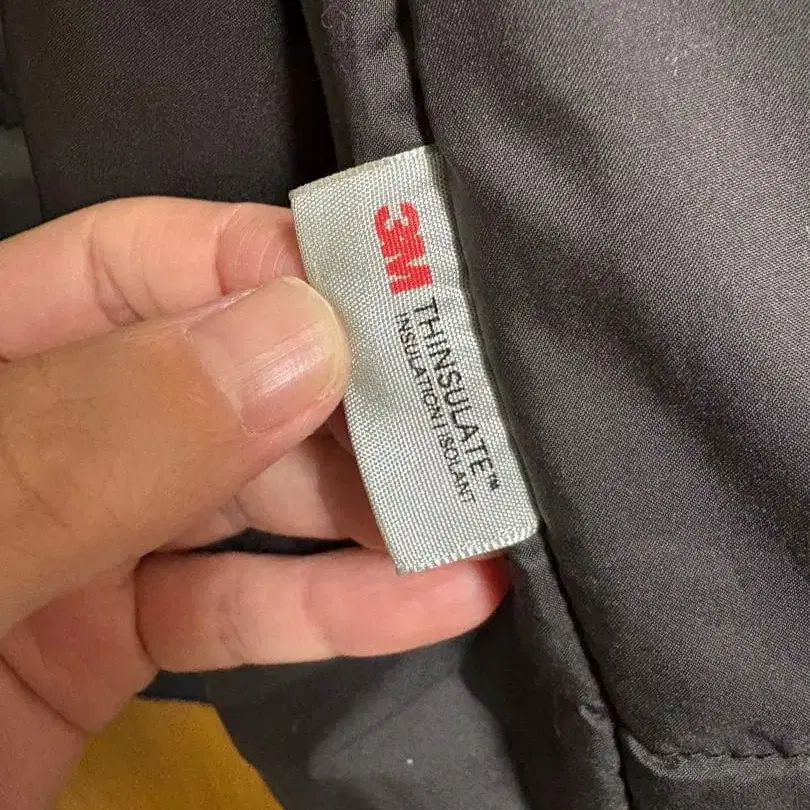 3M
THINSULATE™
INSULATION / ISOLANT